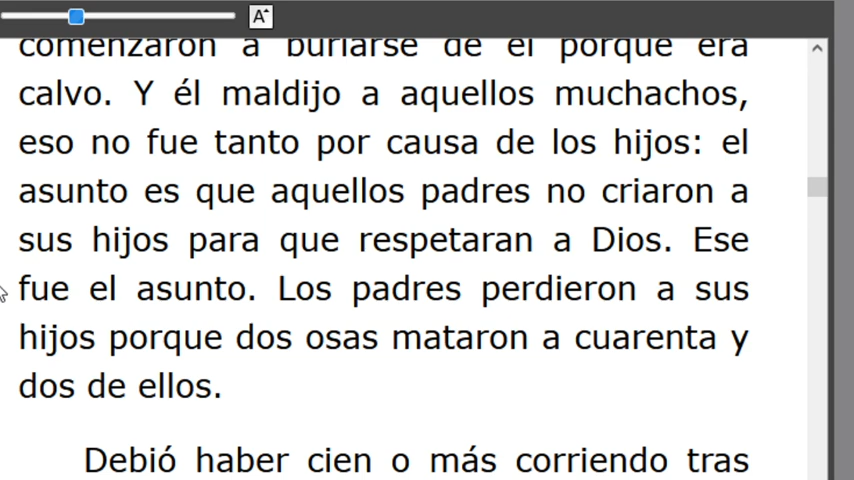 A
comenzaron a burlarse de él porque era
calvo. Y él maldijo a aquellos muchachos,
eso no fue tanto por causa de los hijos: el
asunto es que aquellos padres no criaron a
sus hijos para que respetaran a Dios. Ese
fue el asunto. Los padres perdieron a sus
hijos porque dos osas mataron a cuarenta y
dos de ellos.
Debió haber cien o más corriendo tras